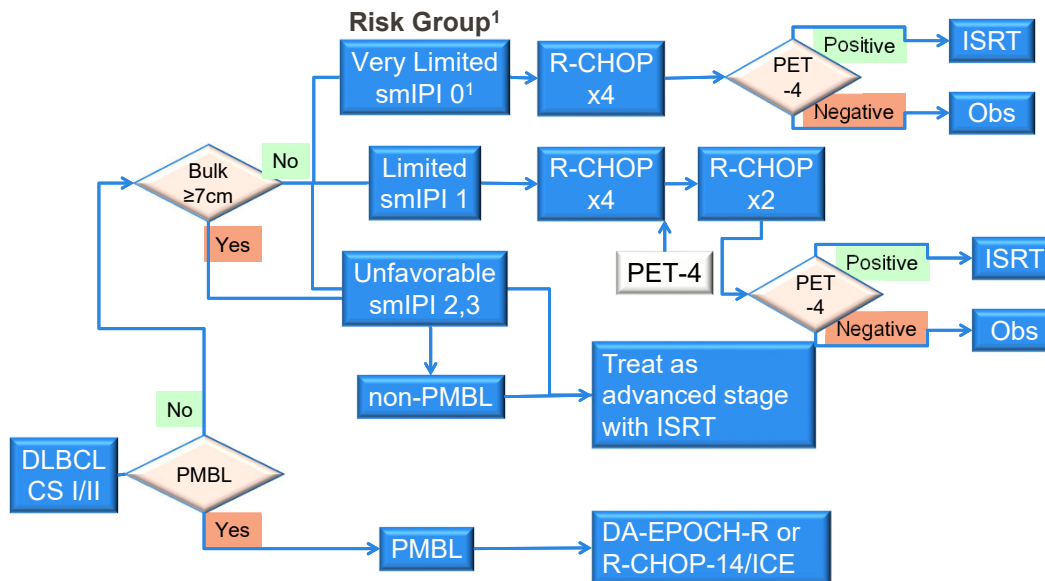 Risk Group¹
Very Limited
smIPI 0¹
R-CHOP
x4
PET
-4
Positive
ISRT
Negative
Obs
Bulk
≥7cm
No
Yes
Limited
smIPI 1
R-CHOP
x4
R-CHOP
x2
PET-4
PET
-4
Positive
ISRT
Negative
Obs
Unfavorable
smIPI 2,3
non-PMBL
Treat as
advanced stage
with ISRT
No
DLBCL
CS I/II
PMBL
Yes
PMBL
DA-EPOCH-R or
R-CHOP-14/ICE